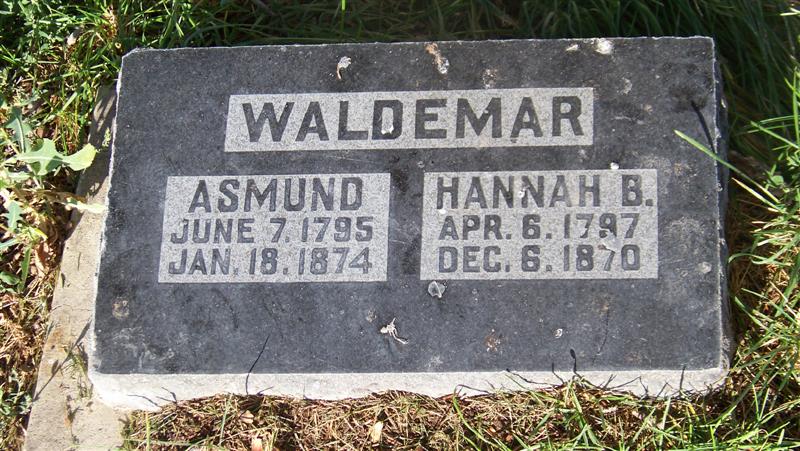 WALDEMAR
ASMUND
JUNE 7, 1795
JAN. 18. 1874
HANNAH B.
APR. 6. 1797
DEC. 6. 1870